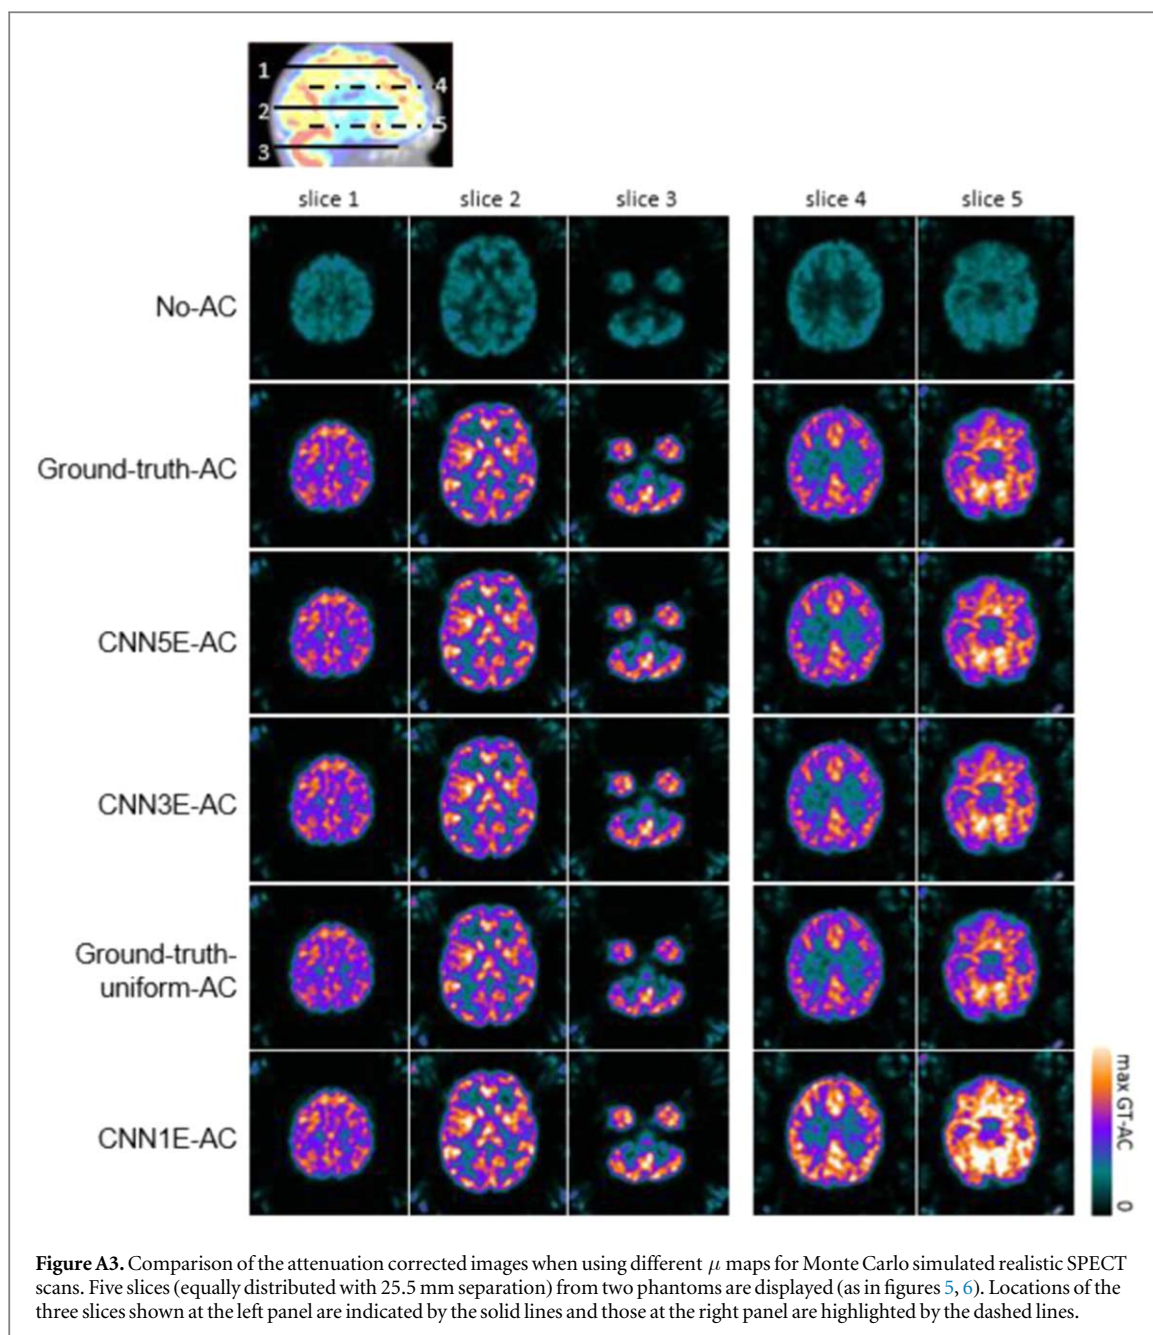 1
4
2
5
3
slice 1 slice 2 slice 3 slice 4 slice 5
No-AC
Ground-truth-AC
CNN5E-AC
CNN3E-AC
Ground-truth-
uniform-AC
CNN1E-AC
max GT-AC
0
Figure A3. Comparison of the attenuation corrected images when using different μ maps for Monte Carlo simulated realistic SPECT
scans. Five slices (equally distributed with 25.5 mm separation) from two phantoms are displayed (as in figures 5, 6). Locations of the
three slices shown at the left panel are indicated by the solid lines and those at the right panel are highlighted by the dashed lines.